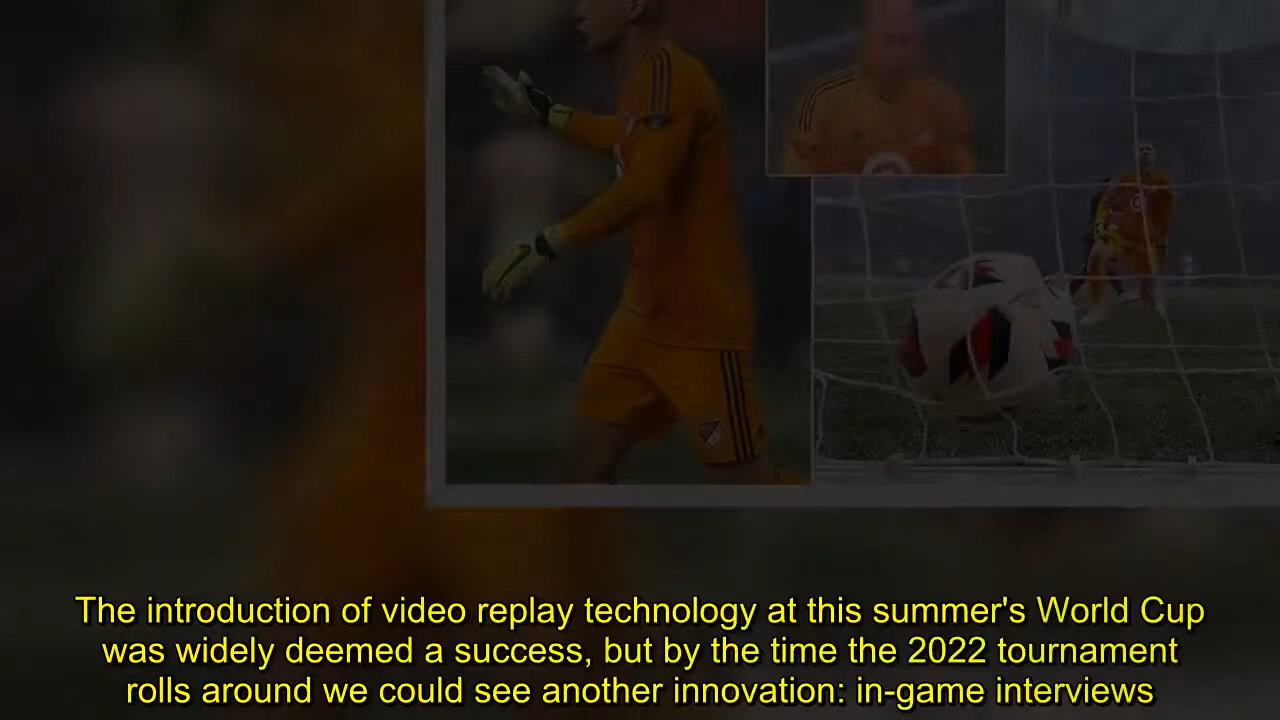 The introduction of video replay technology at this summer's World Cup
was widely deemed a success, but by the time the 2022 tournament
rolls around we could see another innovation: in-game interviews